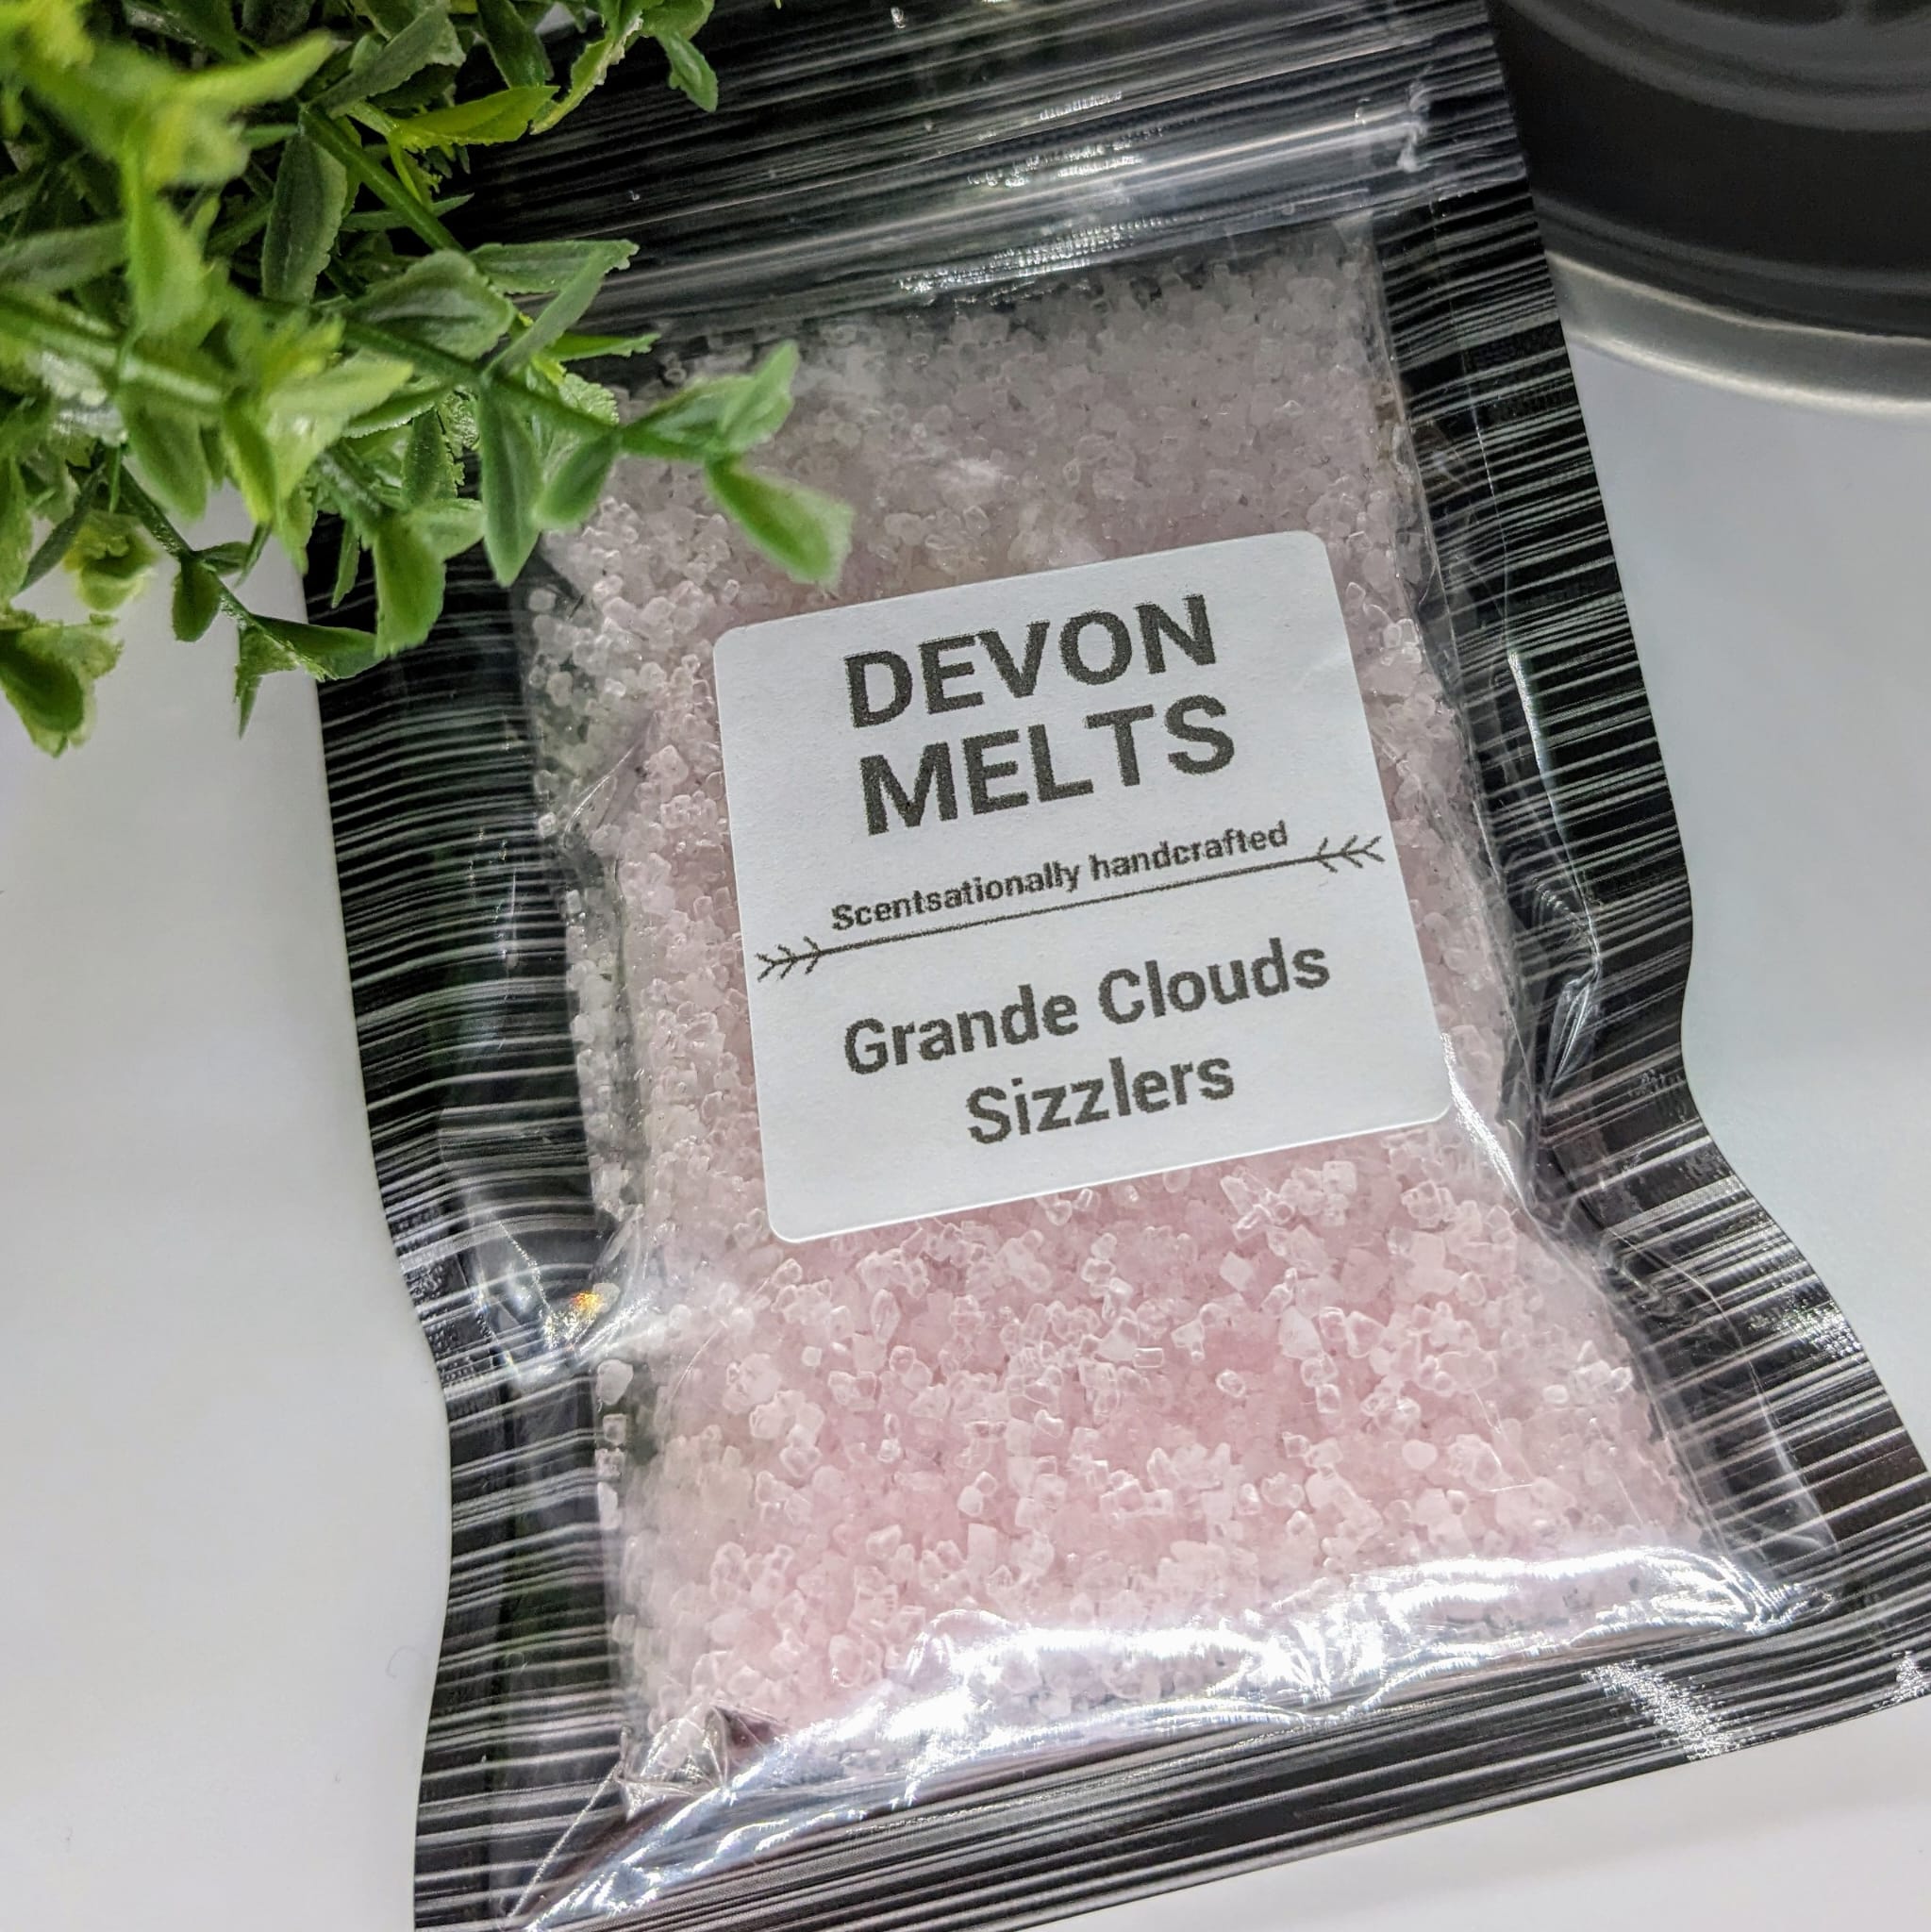 DEVON
MELTS
Scentsationally handcrafted
Grande Clouds
Sizzlers